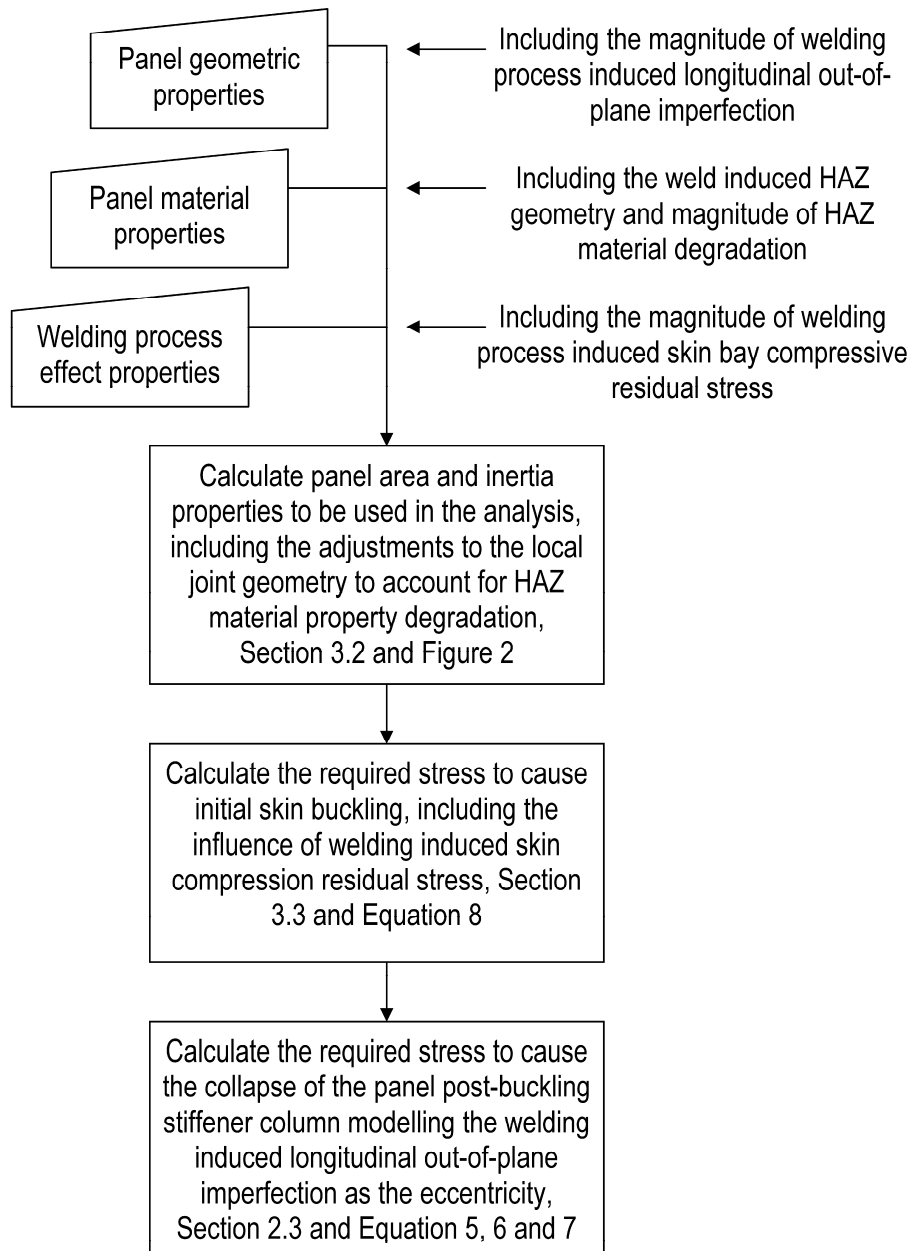 Panel geometric
properties
Including the magnitude of welding
process induced longitudinal out-of-
plane imperfection
Panel material
properties
Including the weld induced HAZ
geometry and magnitude of HAZ
material degradation
Welding process
effect properties
Including the magnitude of welding
process induced skin bay compressive
residual stress
Calculate panel area and inertia
properties to be used in the analysis,
including the adjustments to the local
joint geometry to account for HAZ
material property degradation,
Section 3.2 and Figure 2
Calculate the required stress to cause
initial skin buckling, including the
influence of welding induced skin
compression residual stress, Section
3.3 and Equation 8
Calculate the required stress to cause
the collapse of the panel post-buckling
stiffener column modelling the welding
induced longitudinal out-of-plane
imperfection as the eccentricity,
Section 2.3 and Equation 5, 6 and 7